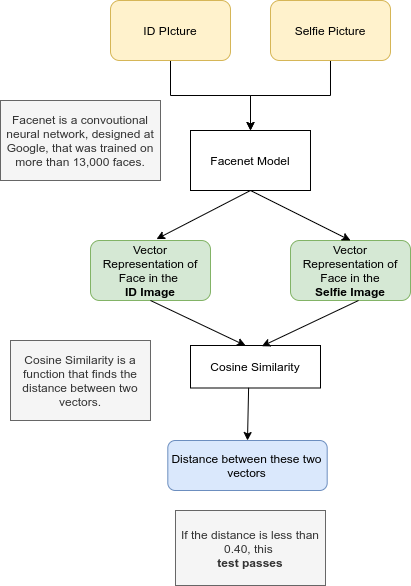 ID PIcture
Selfie Picture
Facenet is a convoutional
neural network, designed at
Google, that was trained on
more than 13,000 faces.
Facenet Model
Vector
Representation of
Face in the
ID Image
Vector
Representation of
Face in the
Selfie Image
Cosine Similarity is a
function that finds the
distance between two
vectors.
Cosine Similarity
Distance between these two
vectors
If the distance is less than
0.40, this
test passes